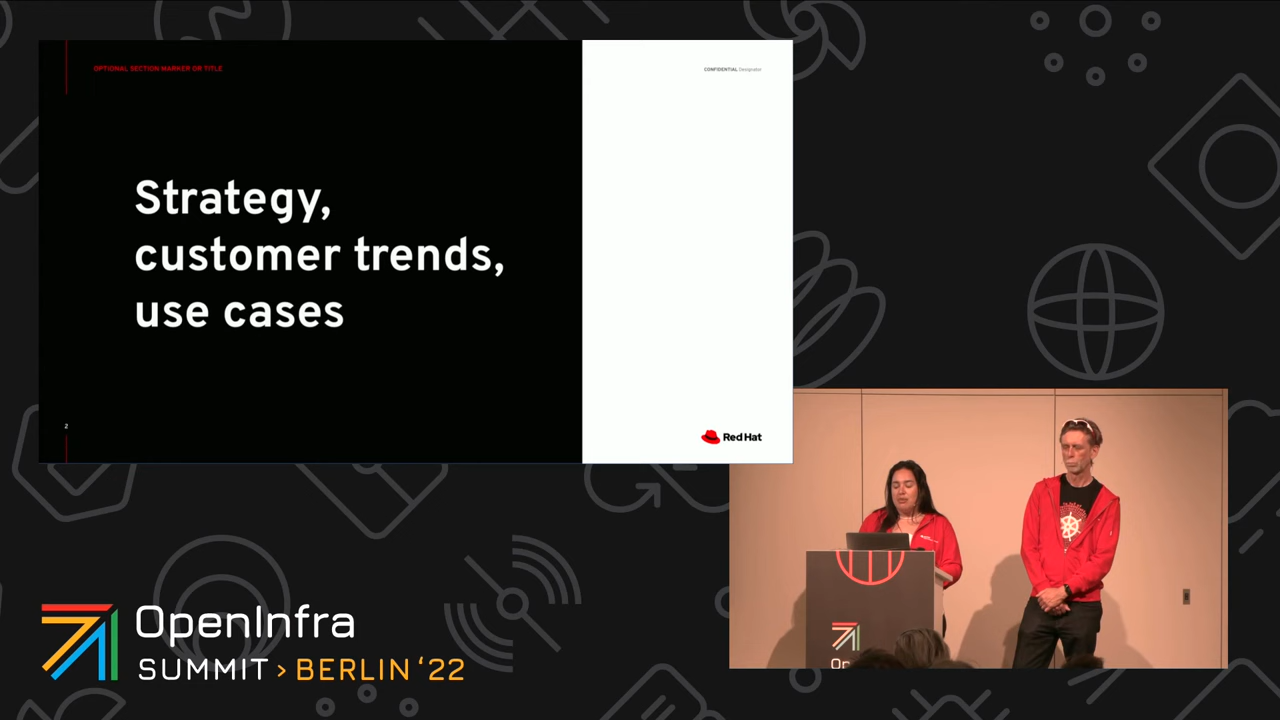 OPTIONAL SECTION MARKER OR TITLE
CONFIDENTIAL Designator
Strategy,
customer trends,
use cases
2
Red Hat
OpenInfra
SUMMIT > BERLIN ‘22
Op